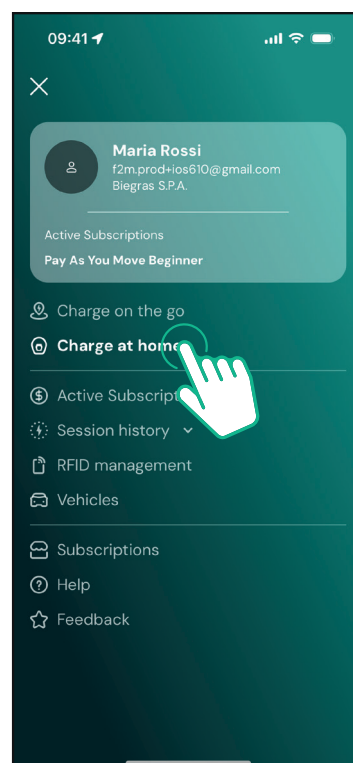 09:41
Maria Rossi
f2m.prod+ios610@gmail.com
Biegras S.P.A.
Active Subscriptions
Pay As You Move Beginner
Charge on the go
Charge at home
Active Subscript
Session history
RFID management
Vehicles
Subscriptions
Help
Feedback